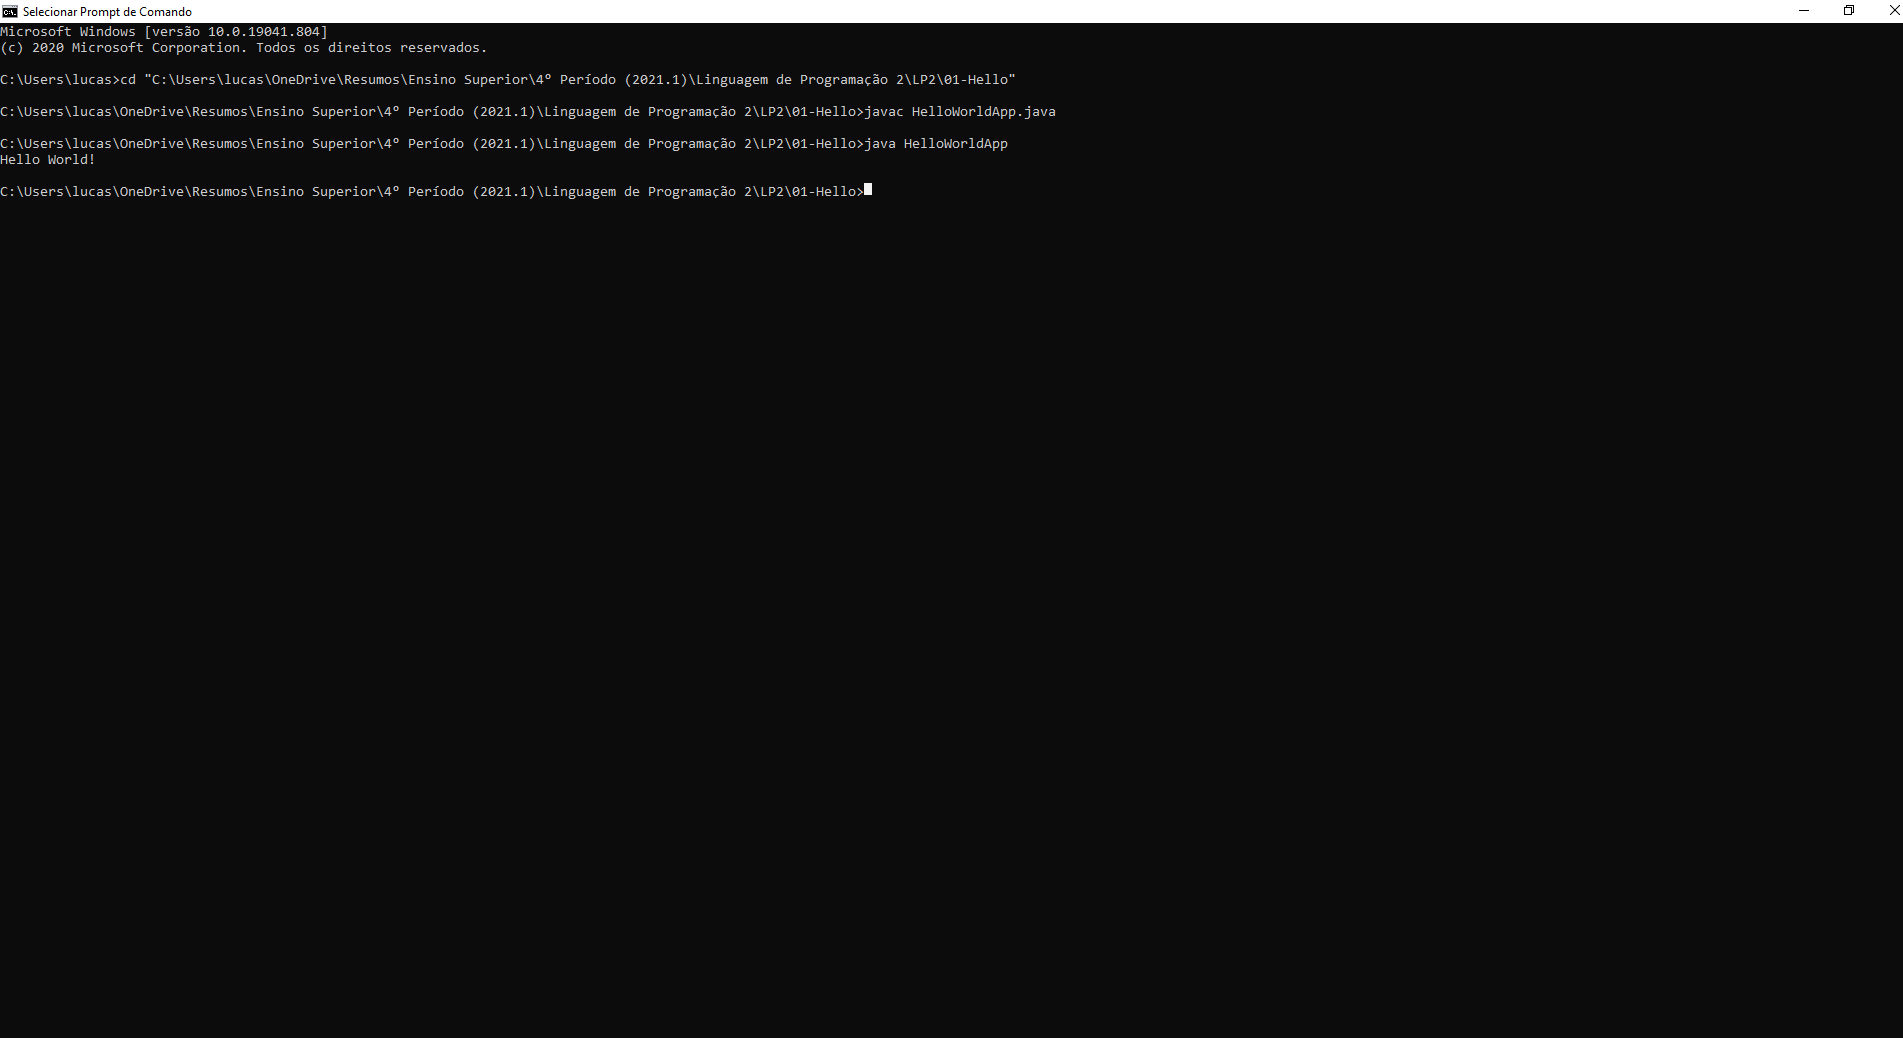 Selecionar Prompt de Comando
Microsoft Windows [versão 10.0.19041.804]
(c) 2020 Microsoft Corporation. Todos os direitos reservados.
C:\Users\lucas>cd "C:\Users\lucas\OneDrive\Resumos\Ensino Superior\4º Período (2021.1)\Linguagem de Programação 2\LP2\01-Hello"
C:\Users\lucas\OneDrive\Resumos\Ensino Superior\4º Período (2021.1)\Linguagem de Programação 2\LP2\01-Hello>javac HelloWorldApp.java
C:\Users\lucas\OneDrive\Resumos\Ensino Superior\4º Período (2021.1)\Linguagem de Programação 2\LP2\01-Hello>java HelloWorldApp
Hello World!
C:\Users\lucas\OneDrive\Resumos\Ensino Superior\4º Período (2021.1)\Linguagem de Programação 2\LP2\01-Hello>